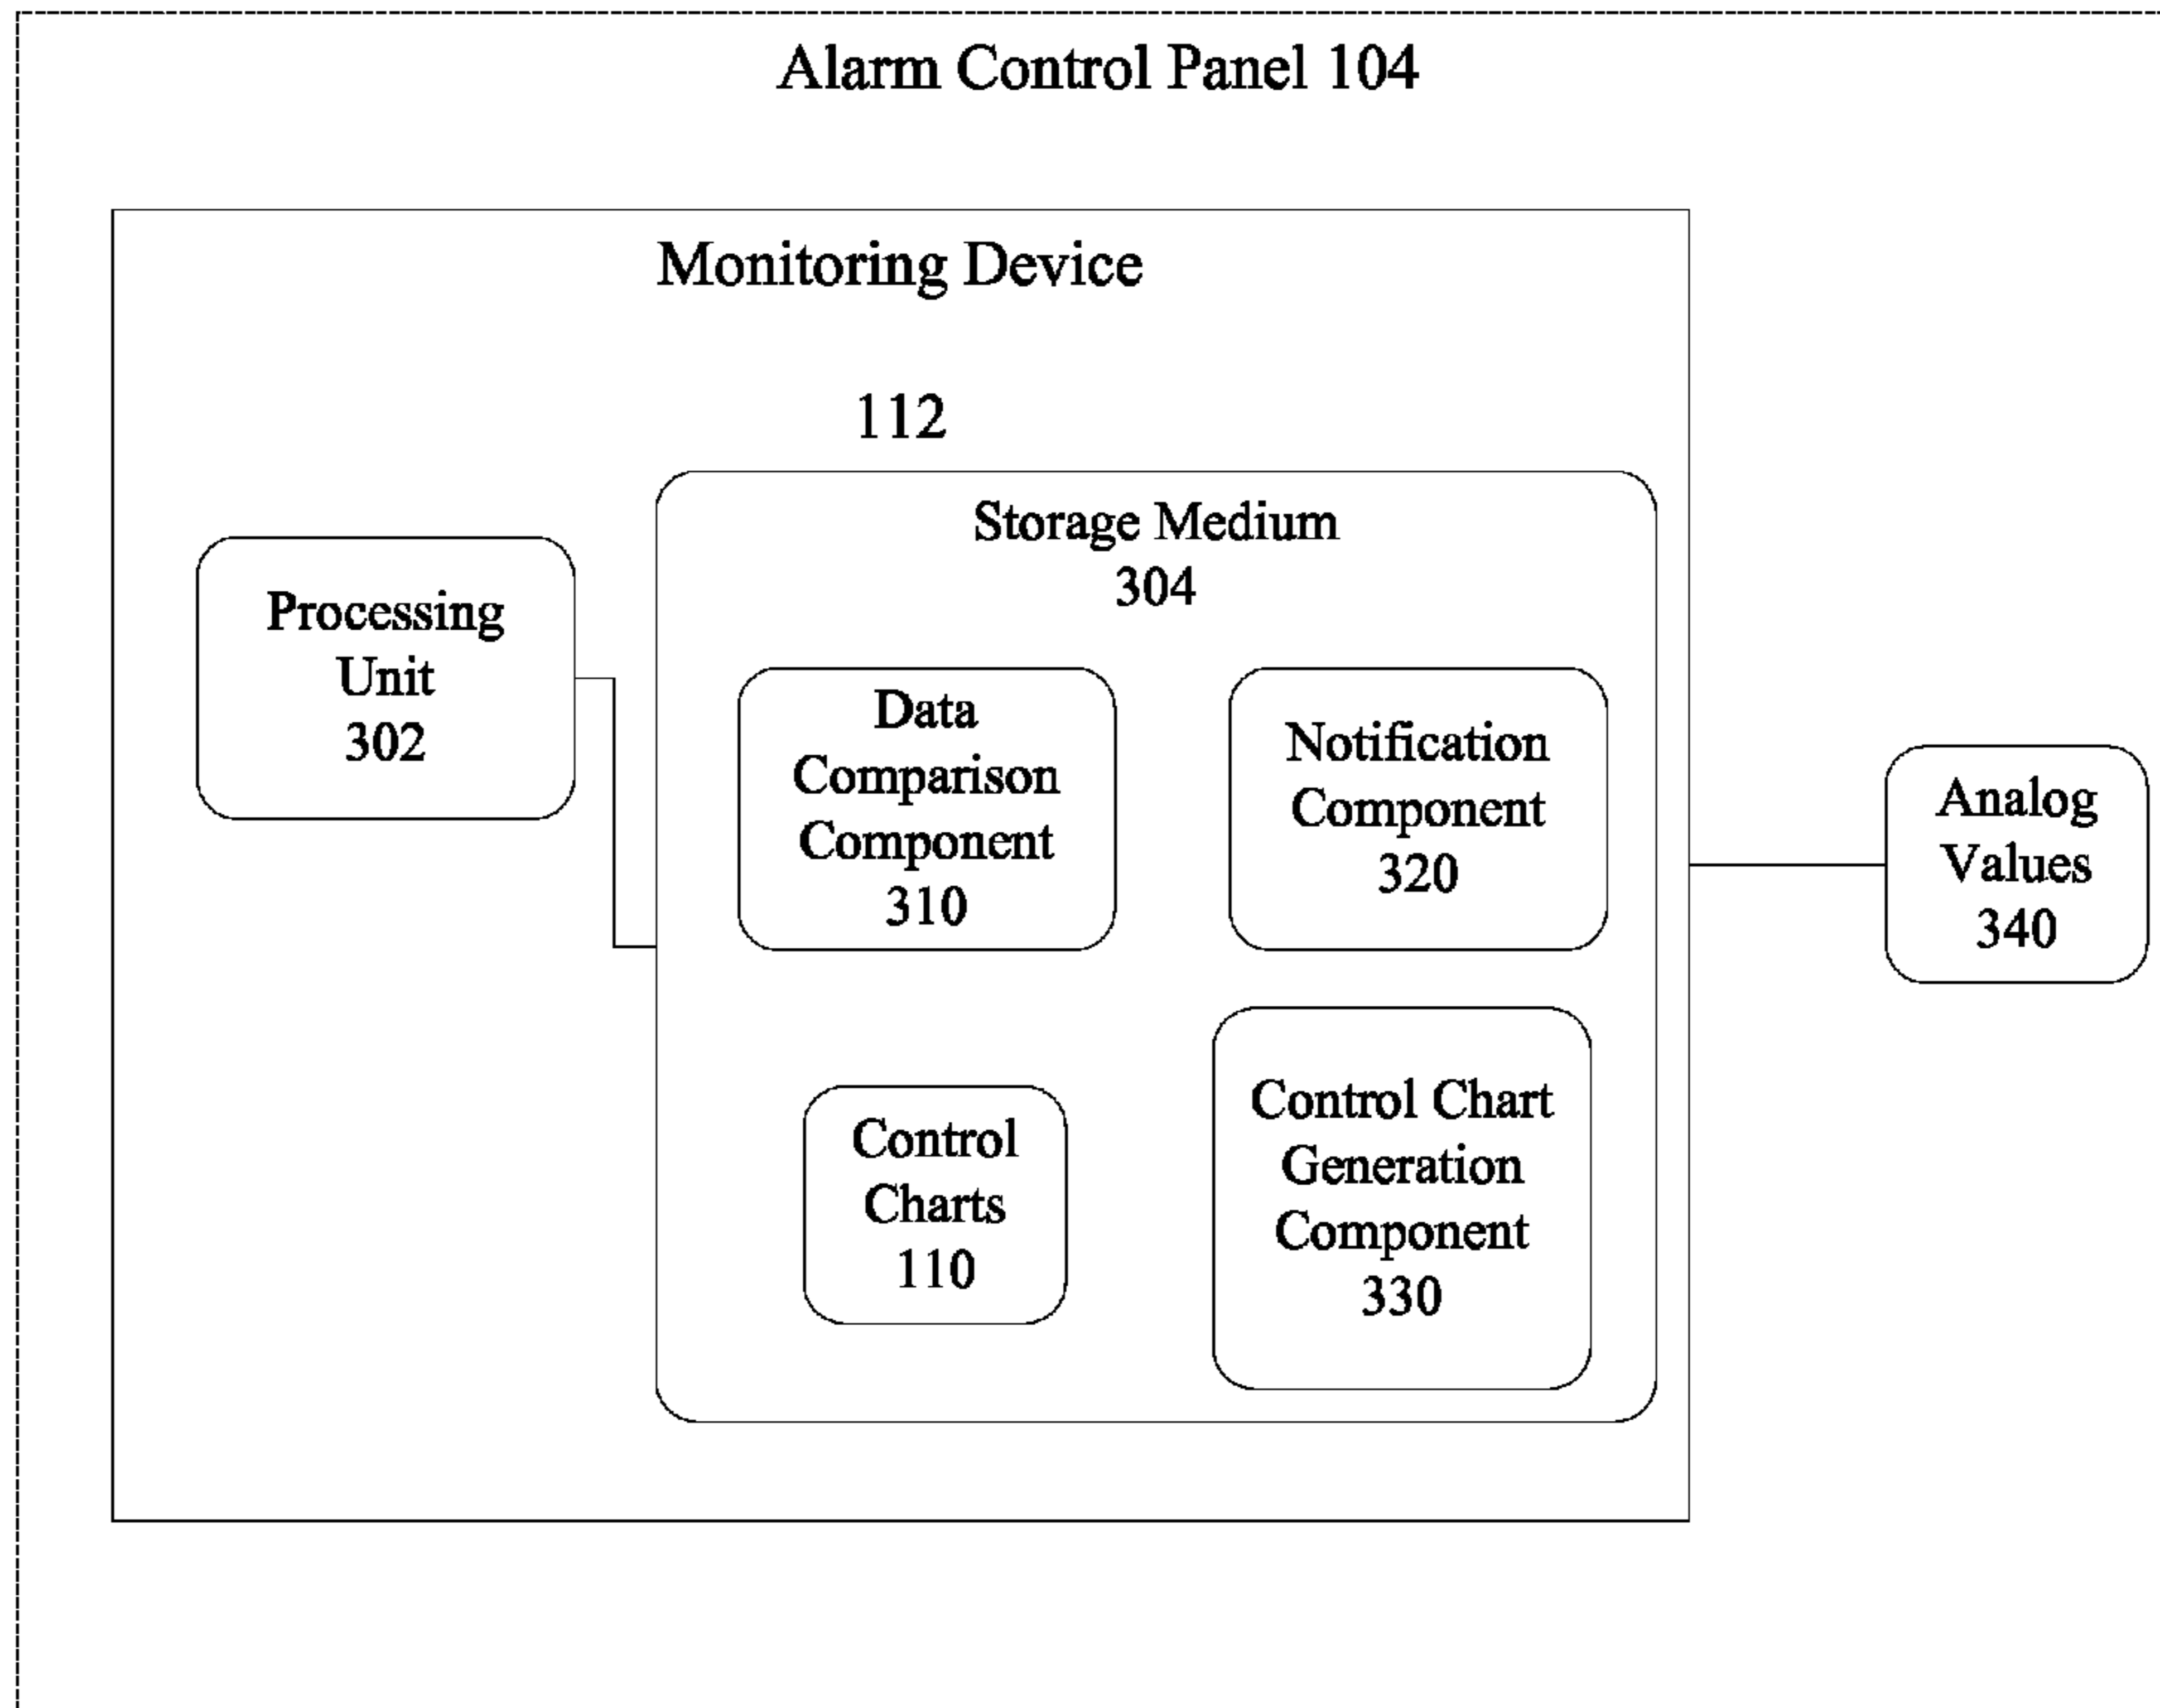 Alarm Control Panel 104
Monitoring Device
112
Storage Medium
304
Processing
Unit
302
Data
Comparison
Component
310
Notification
Component
320
Analog
Values
340
Control
Charts
110
Control Chart
Generation
Component
330